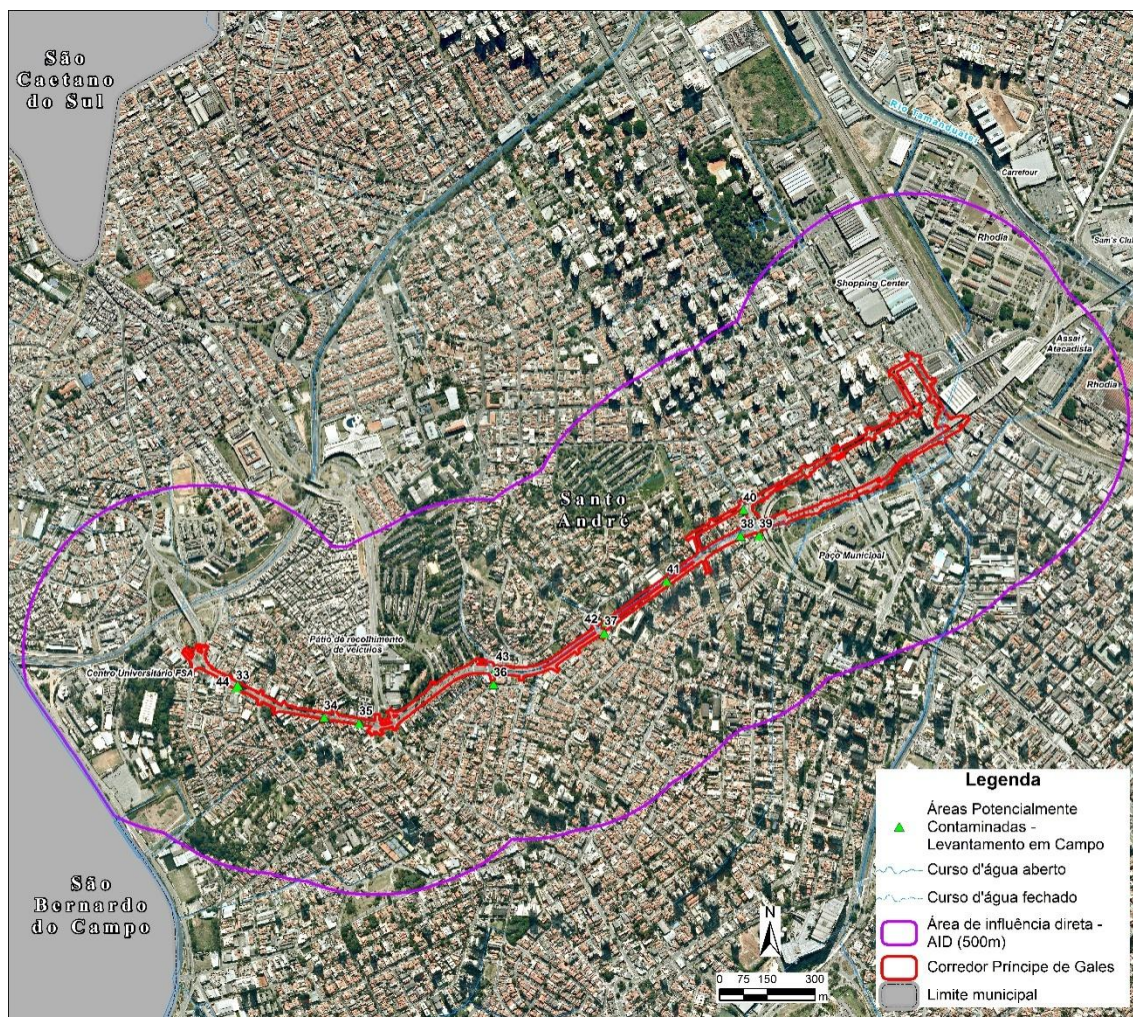 São
Caetano
do Sul
Rio Tamanduateí
Carrefour
Rhodia
Sam's Clu
Shopping Center
Assaí
Atacadista
Rhodia
Santo
André
40
38
39
Paço Municipal
41
42
37
Pátio de recolhimento
de veículos
43
36
Centro Universitário FSA
44
33
34
35
São
Bernardo
do Campo
Legenda
Áreas Potencialmente
Contaminadas -
Levantamento em Campo
Curso d'água aberto
Curso d'água fechado
Área de influência direta -
AID (500m)
Corredor Príncipe de Gales
Limite municipal
N
0 75 150 300
m